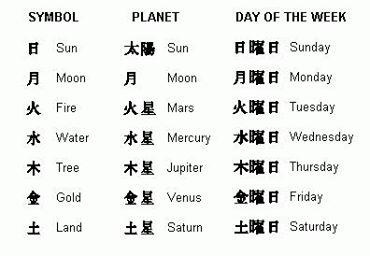 SYMBOL PLANET DAY OF THE WEEK
日 Sun 太陽 Sun 日曜日 Sunday
月 Moon 月 Moon 月曜日 Monday
火 Fire 火星 Mars 火曜日 Tuesday
水 Water 水星 Mercury 水曜日 Wednesday
木 Tree 木星 Jupiter 木曜日 Thursday
金 Gold 金星 Venus 金曜日 Friday
土 Land 土星 Saturn 土曜日 Saturday